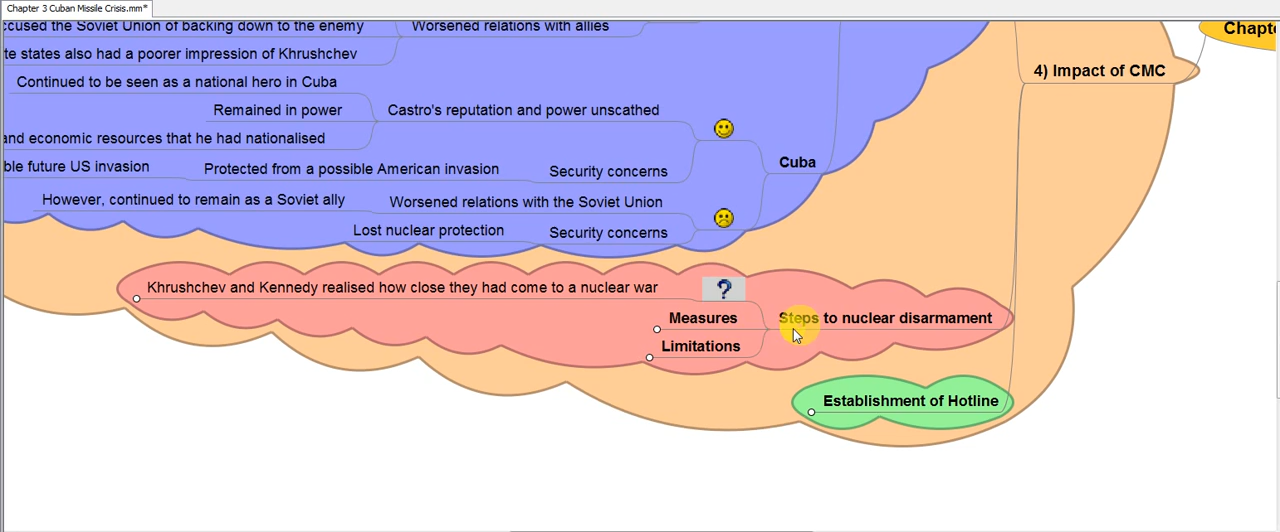 Chapter 3 Cuban Missile Crisis.mm*
ccused the Soviet Union of backing down to the enemy
Worsened relations with allies
te states also had a poorer impression of Khrushchev
Continued to be seen as a national hero in Cuba
Remained in power
Castro's reputation and power unscathed
and economic resources that he had nationalised
ble future US invasion
Protected from a possible American invasion
Security concerns
Cuba
However, continued to remain as a Soviet ally
Worsened relations with the Soviet Union
Lost nuclear protection
Security concerns
Khrushchev and Kennedy realised how close they had come to a nuclear war
?
Measures
Steps to nuclear disarmament
Limitations
Establishment of Hotline
4) Impact of CMC
Chapte